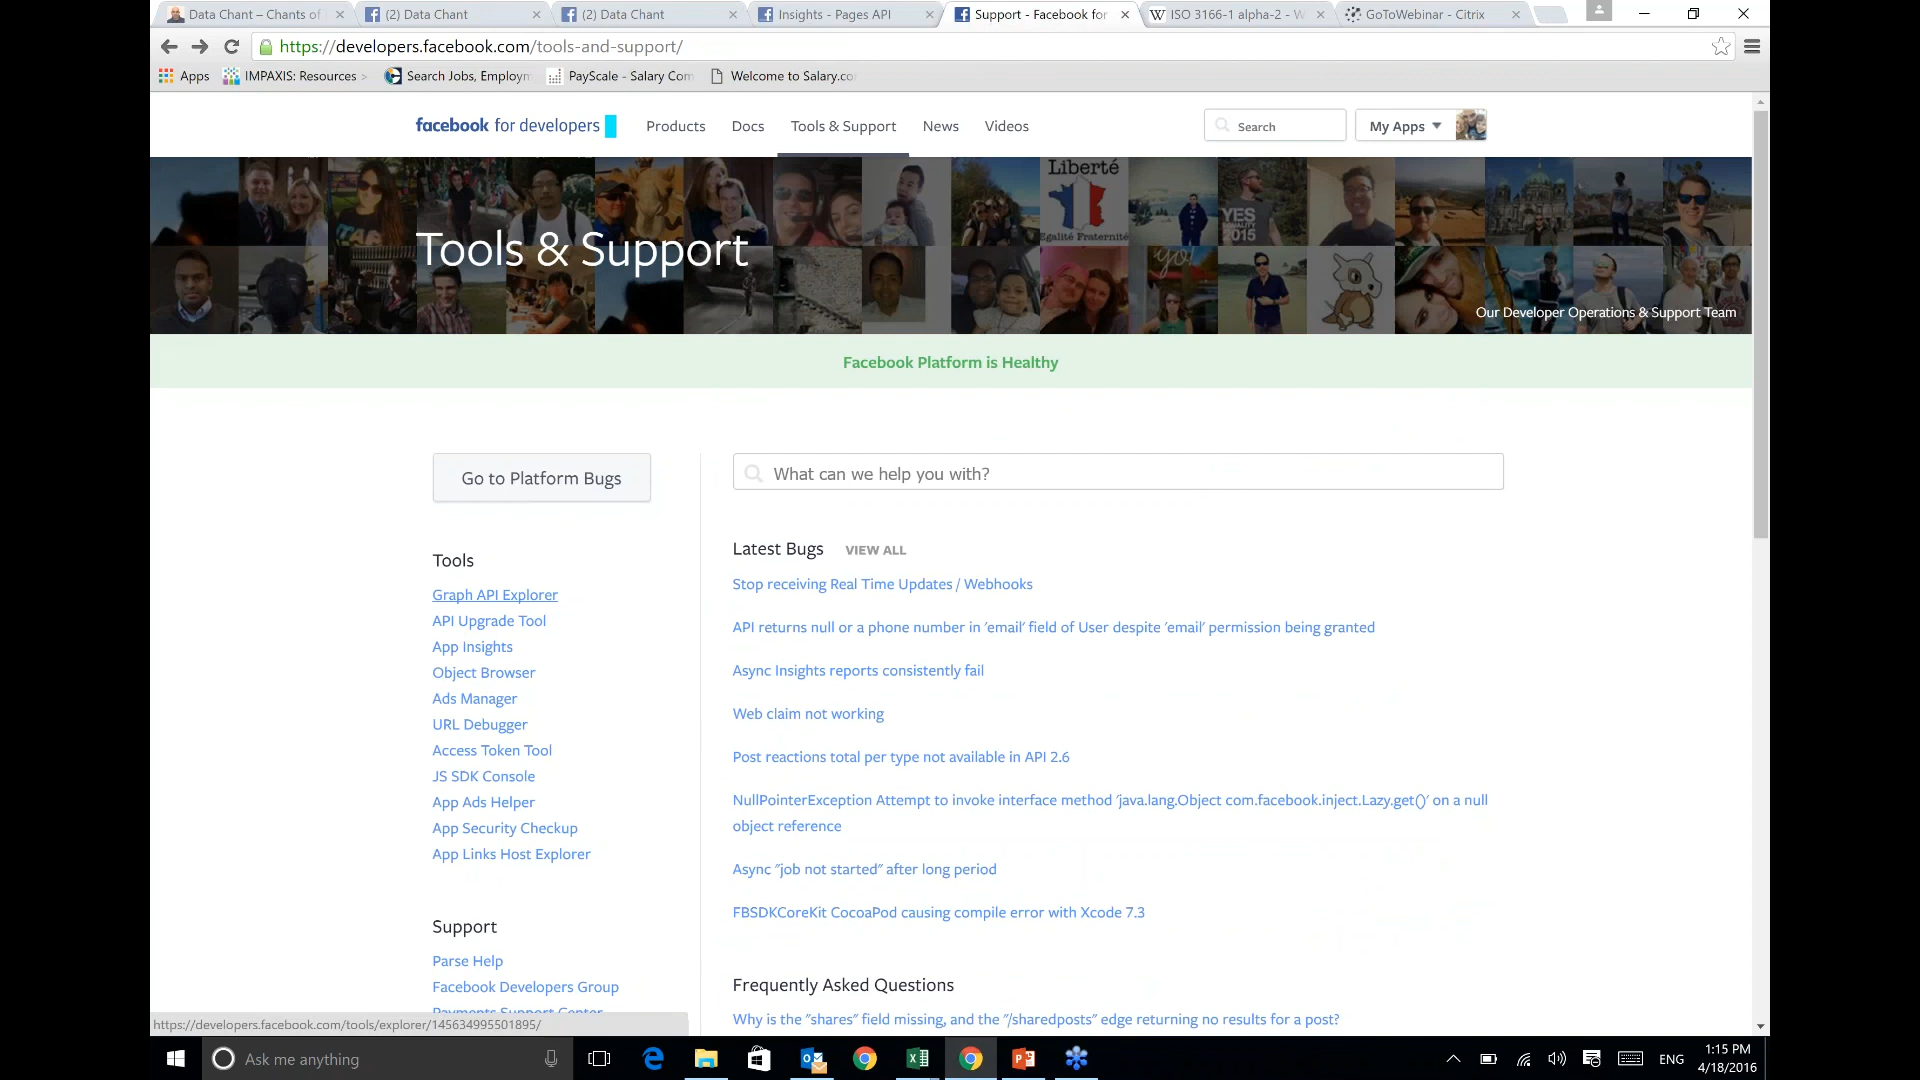 Data Chant – Chants of
(2) Data Chant
(2) Data Chant
Insights - Pages API
Support - Facebook for
ISO 3166-1 alpha-2 - W
GoToWebinar - Citrix
https://developers.facebook.com/tools-and-support/
Apps
IMPAXIS: Resources >
Search Jobs, Employm
PayScale - Salary Com
Welcome to Salary.co
facebook for developers
Products
Docs
Tools & Support
News
Videos
Search
My Apps
Liberté
Egalité Fraternité
YES
EQUALITY
2015
yo!
Tools & Support
Our Developer Operations & Support Team
Facebook Platform is Healthy
Go to Platform Bugs
Tools
Graph API Explorer
API Upgrade Tool
App Insights
Object Browser
Ads Manager
URL Debugger
Access Token Tool
JS SDK Console
App Ads Helper
App Security Checkup
App Links Host Explorer
Support
Parse Help
Facebook Developers Group
Payments Support Center
What can we help you with?
Latest Bugs
VIEW ALL
Stop receiving Real Time Updates / Webhooks
API returns null or a phone number in 'email' field of User despite 'email' permission being granted
Async Insights reports consistently fail
Web claim not working
Post reactions total per type not available in API 2.6
NullPointerException Attempt to invoke interface method 'java.lang.Object com.facebook.inject.Lazy.get()' on a null
object reference
Async "job not started" after long period
FBSDKCoreKit CocoaPod causing compile error with Xcode 7.3
Frequently Asked Questions
Why is the "shares" field missing, and the "/sharedposts" edge returning no results for a post?
https://developers.facebook.com/tools/explorer/145634995501895/
Ask me anything
ENG
1:15 PM
4/18/2016